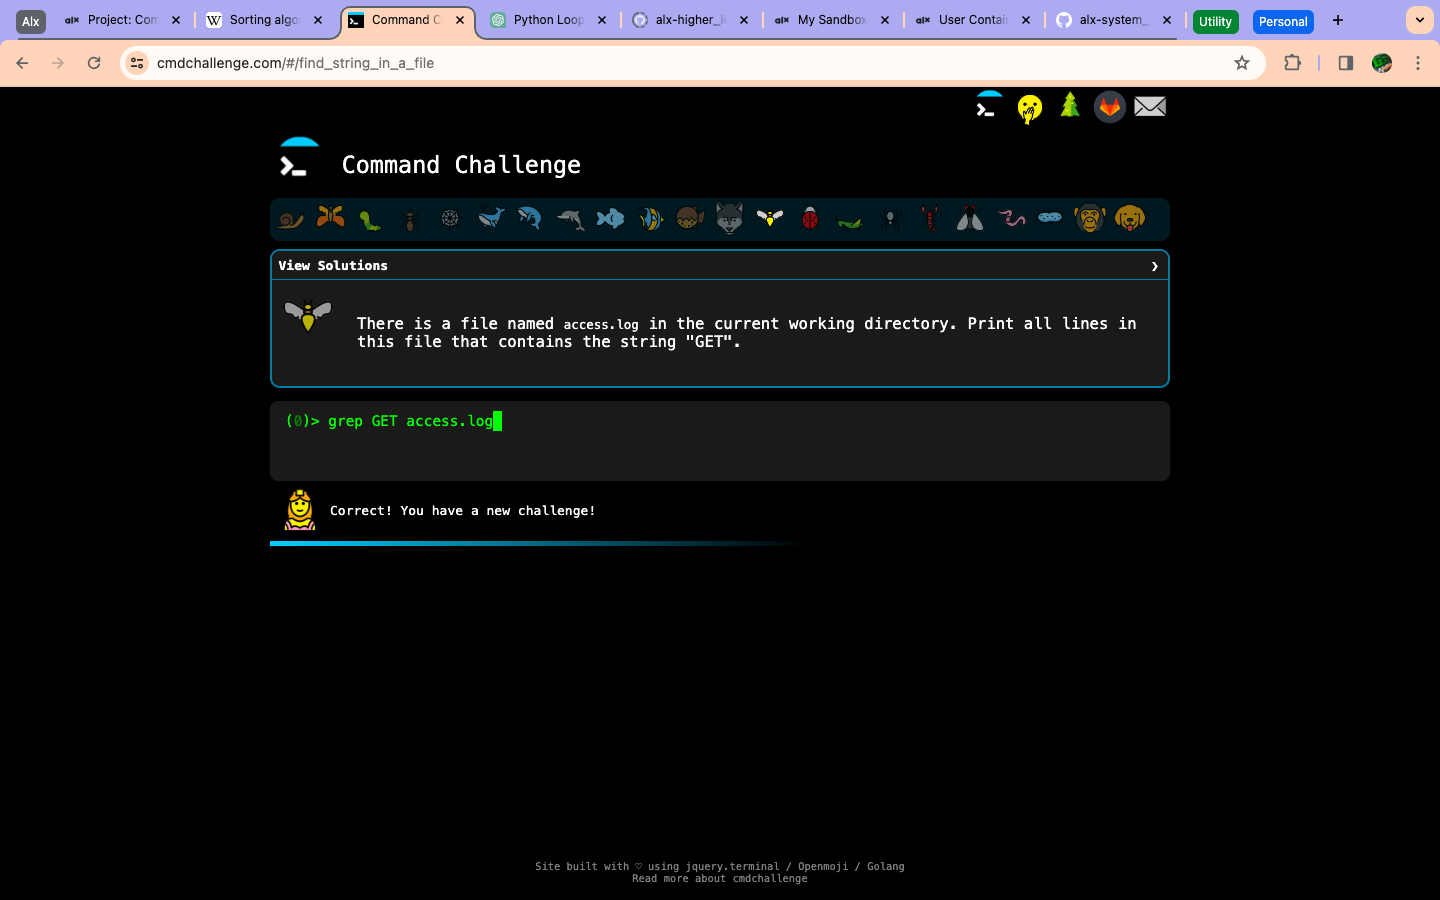 Alx
Project: Con
Sorting algo
Command C
Python Loop
alx-higher_l
My Sandbox
User Contai
alx-system_
Utility
Personal
cmdchallenge.com/#/find_string_in_a_file
Command Challenge
View Solutions
There is a file named access.log in the current working directory. Print all lines in
this file that contains the string "GET".
(0)> grep GET access.log
Correct! You have a new challenge!
Site built with ♡ using jquery.terminal / Openmoji / Golang
Read more about cmdchallenge